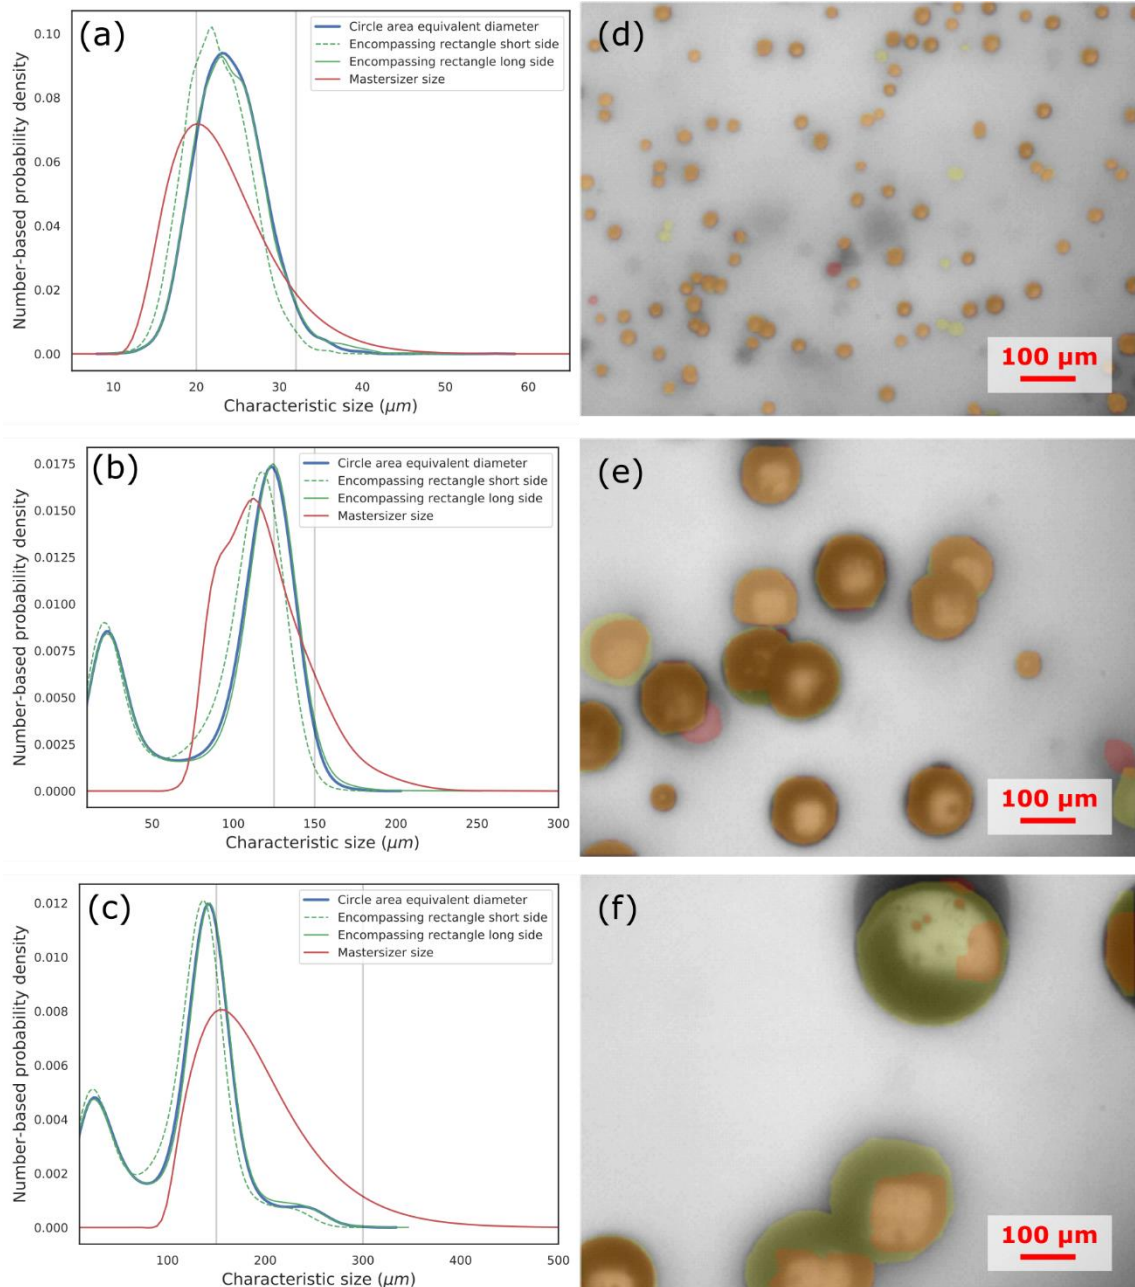 (a)
Circle area equivalent diameter
Encompassing rectangle short side
Encompassing rectangle long side
Mastersizer size
Number-based probability density
0.10
0.08
0.06
0.04
0.02
0.00
10 20 30 40 50 60
Characteristic size (μm)
(d)
100 μm
(b)
Circle area equivalent diameter
Encompassing rectangle short side
Encompassing rectangle long side
Mastersizer size
Number-based probability density
0.0175
0.0150
0.0125
0.0100
0.0075
0.0050
0.0025
0.0000
50 100 150 200 250 300
Characteristic size (μm)
(e)
100 μm
(c)
Circle area equivalent diameter
Encompassing rectangle short side
Encompassing rectangle long side
Mastersizer size
Number-based probability density
0.012
0.010
0.008
0.006
0.004
0.002
0.000
100 200 300 400 500
Characteristic size (μm)
(f)
100 μm